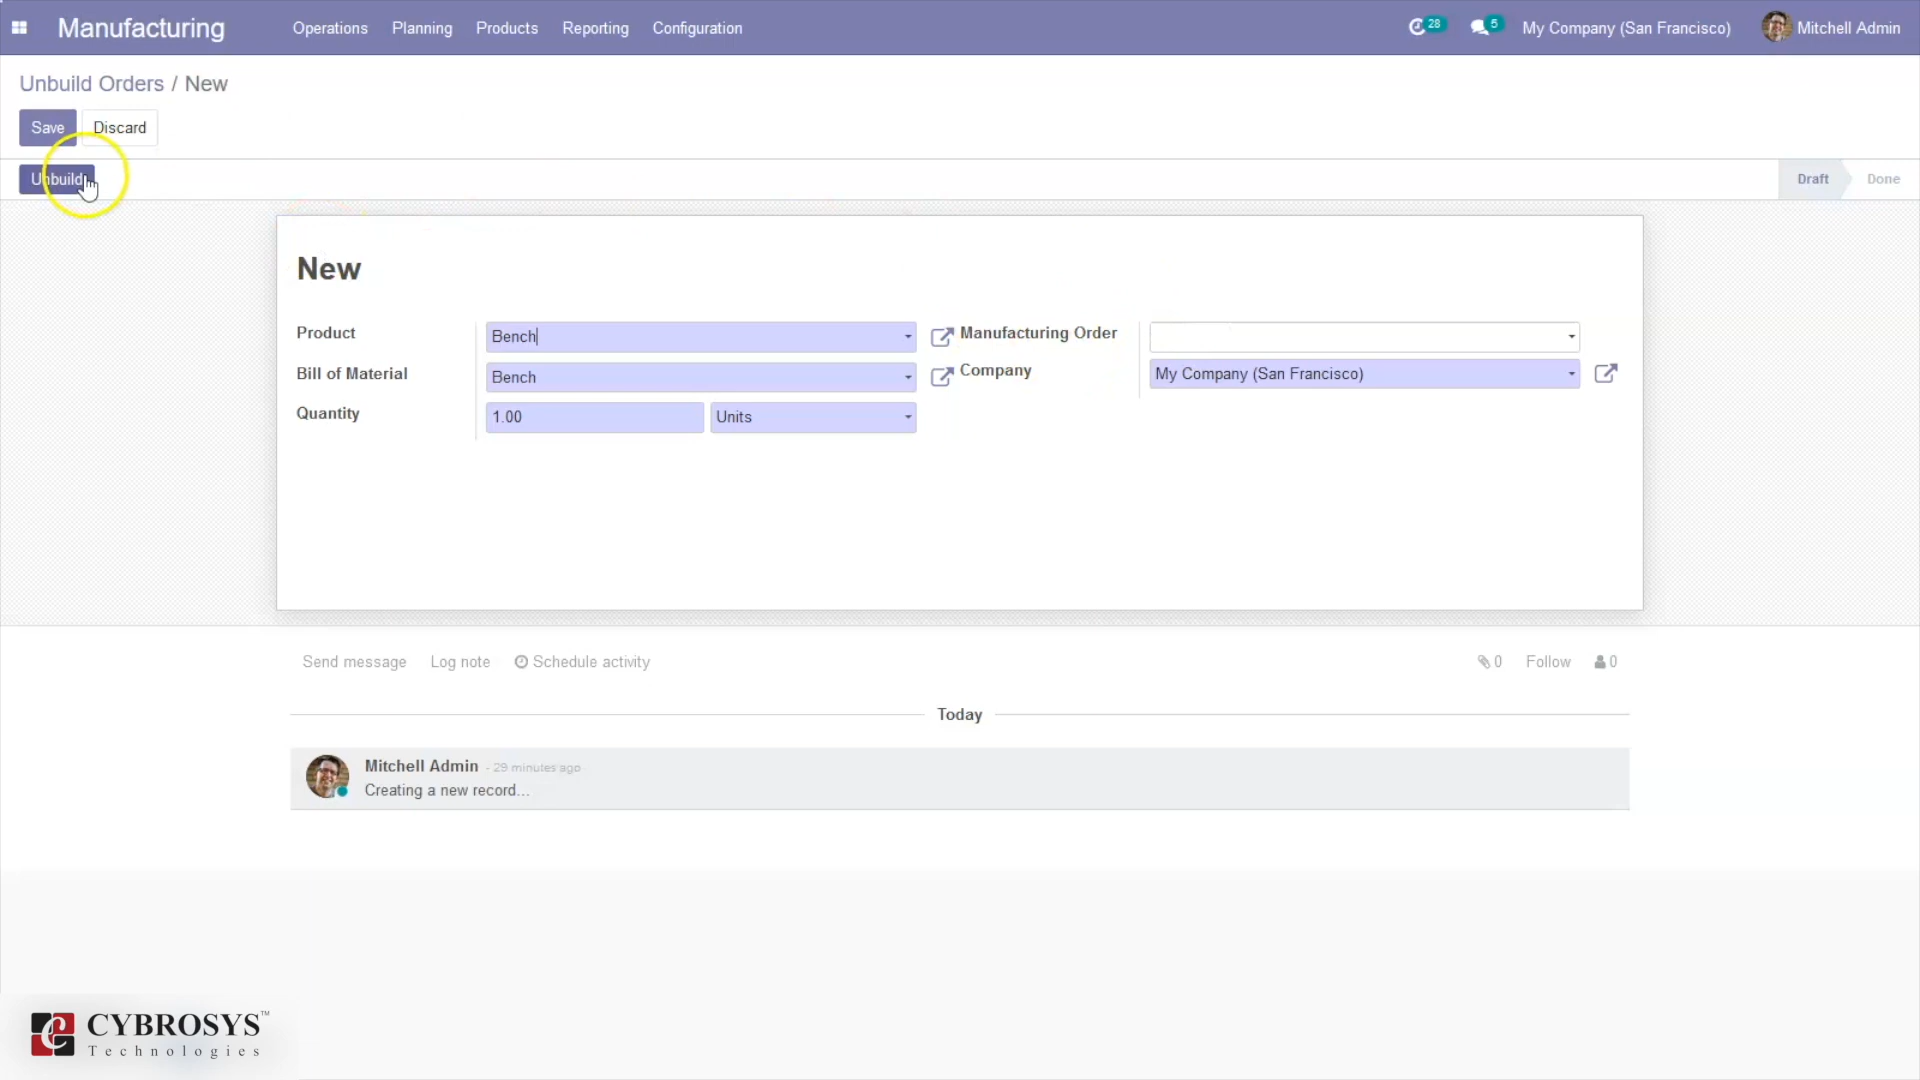 Manufacturing Operations Planning Products Reporting Configuration 28 5 My Company (San Francisco) Mitchell Admin
Unbuild Orders / New
Save Discard
Unbuild Draft Done
New
Product Bench Manufacturing Order
Bill of Material Bench Company My Company (San Francisco)
Quantity 1.00 Units
Send message Log note Schedule activity 0 Follow 0
Today
Mitchell Admin - 29 minutes ago
Creating a new record...
CYBROSYS™
Technologies